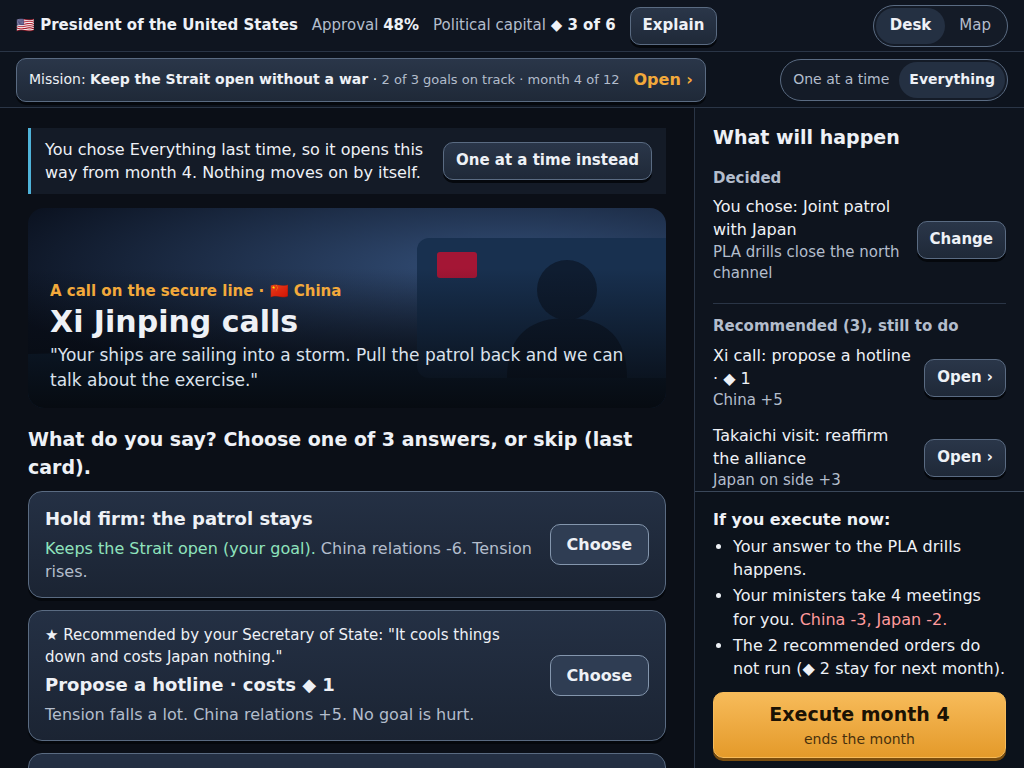 🇺🇸 President of the United States Approval 48% Political capital ◆ 3 of 6 Explain Desk Map
Mission: Keep the Strait open without a war · 2 of 3 goals on track · month 4 of 12 Open › One at a time Everything
You chose Everything last time, so it opens this
way from month 4. Nothing moves on by itself.
One at a time instead
A call on the secure line · 🇨🇳 China
Xi Jinping calls
"Your ships are sailing into a storm. Pull the patrol back and we can
talk about the exercise."
What do you say? Choose one of 3 answers, or skip (last
card).
Hold firm: the patrol stays
Keeps the Strait open (your goal). China relations -6. Tension
rises.
Choose
★ Recommended by your Secretary of State: "It cools things
down and costs Japan nothing."
Propose a hotline · costs ◆ 1
Tension falls a lot. China relations +5. No goal is hurt.
Choose
What will happen
Decided
You chose: Joint patrol
with Japan
PLA drills close the north
channel
Change
Recommended (3), still to do
Xi call: propose a hotline
· ◆ 1
China +5
Open ›
Takaichi visit: reaffirm
the alliance
Japan on side +3
Open ›
If you execute now:
• Your answer to the PLA drills
happens.
• Your ministers take 4 meetings
for you. China -3, Japan -2.
• The 2 recommended orders do
not run (◆ 2 stay for next month).
Execute month 4
ends the month